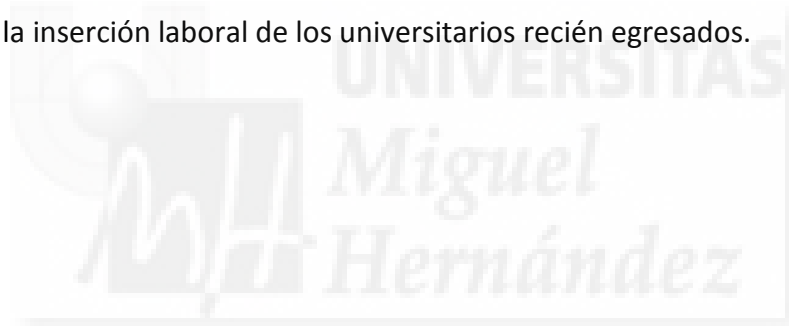 la inserción laboral de los universitarios recién egresados.
UNIVERSITAS
Miguel
Hernández